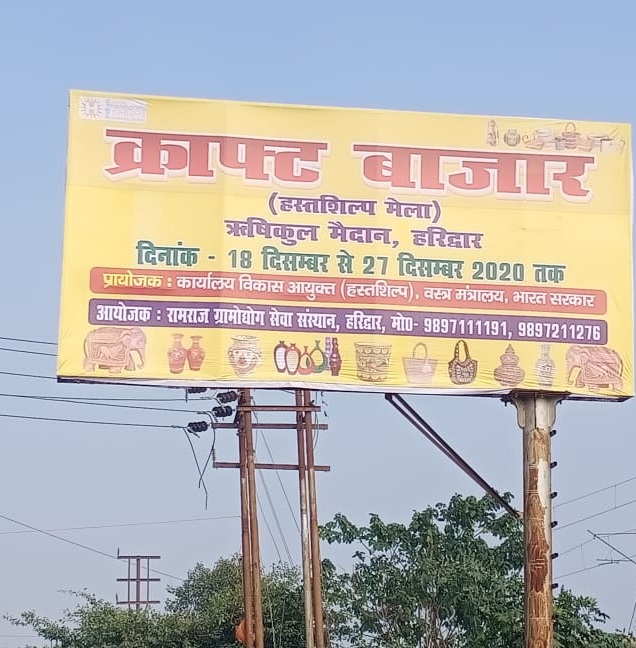 क्राफ्ट बाजार
(हस्तशिल्प मेला)
ऋषिकुल मैदान, हरिद्वार
दिनांक - 18 दिसम्बर से 27 दिसम्बर 2020 तक
प्रायोजक : कार्यालय विकास आयुक्त (हस्तशिल्प), वस्त्र मंत्रालय, भारत सरकार
आयोजक : रामराज ग्रामोद्योग सेवा संस्थान, हरिद्वार, मो0- 9897111191, 9897211276